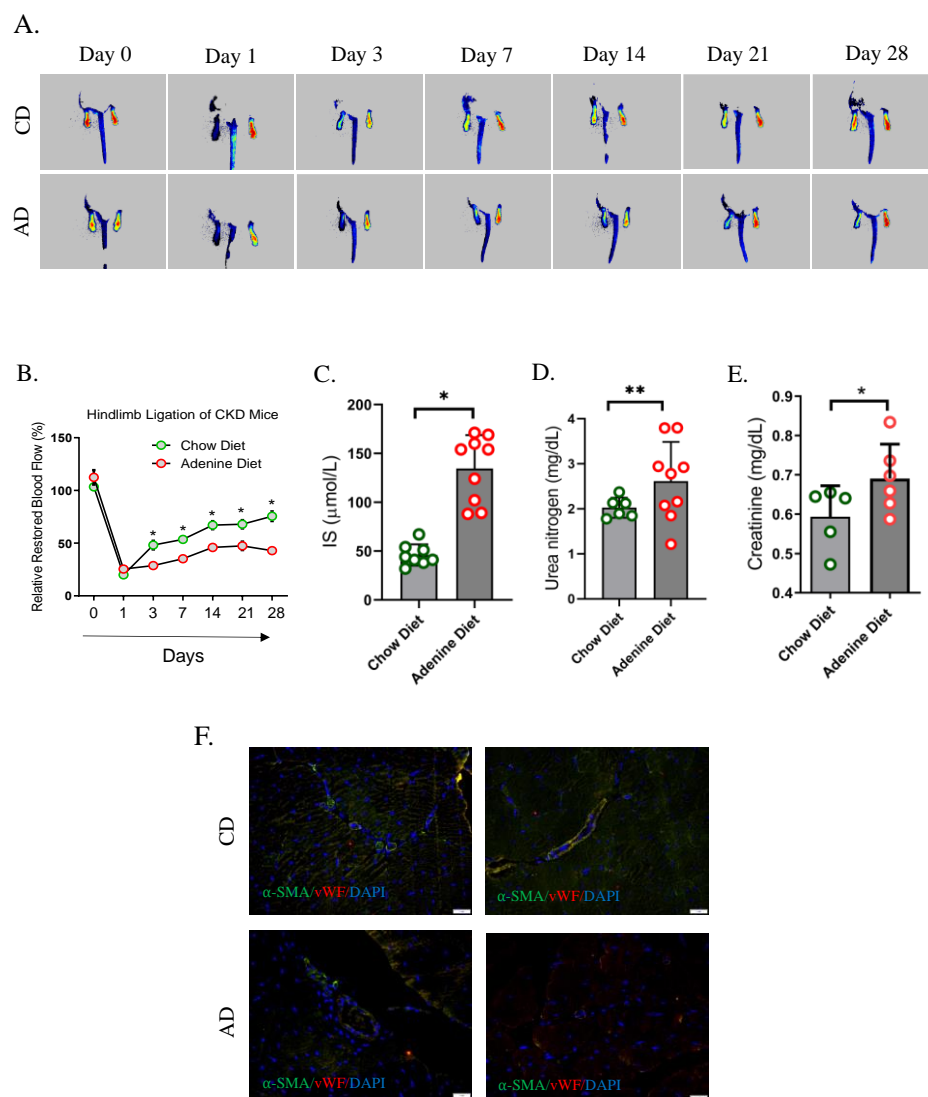 A.
Day 0 Day 1 Day 3 Day 7 Day 14 Day 21 Day 28
CD
AD
B.
Hindlimb Ligation of CKD Mice
Relative Restored Blood Flow (%)
150
100
50
0
Chow Diet
Adenine Diet
* * * * *
0 1 3 7 14 21 28
Days
C.
IS (μmol/L)
200
150
100
50
0
*
Chow Diet
Adenine Diet
D.
Urea nitrogen (mg/dL)
4
3
2
1
0
**
Chow Diet
Adenine Diet
E.
Creatinine (mg/dL)
0.9
0.8
0.7
0.6
0.5
0.4
*
Chow Diet
Adenine Diet
F.
CD
α-SMA/vWF/DAPI α-SMA/vWF/DAPI
AD
α-SMA/vWF/DAPI α-SMA/vWF/DAPI